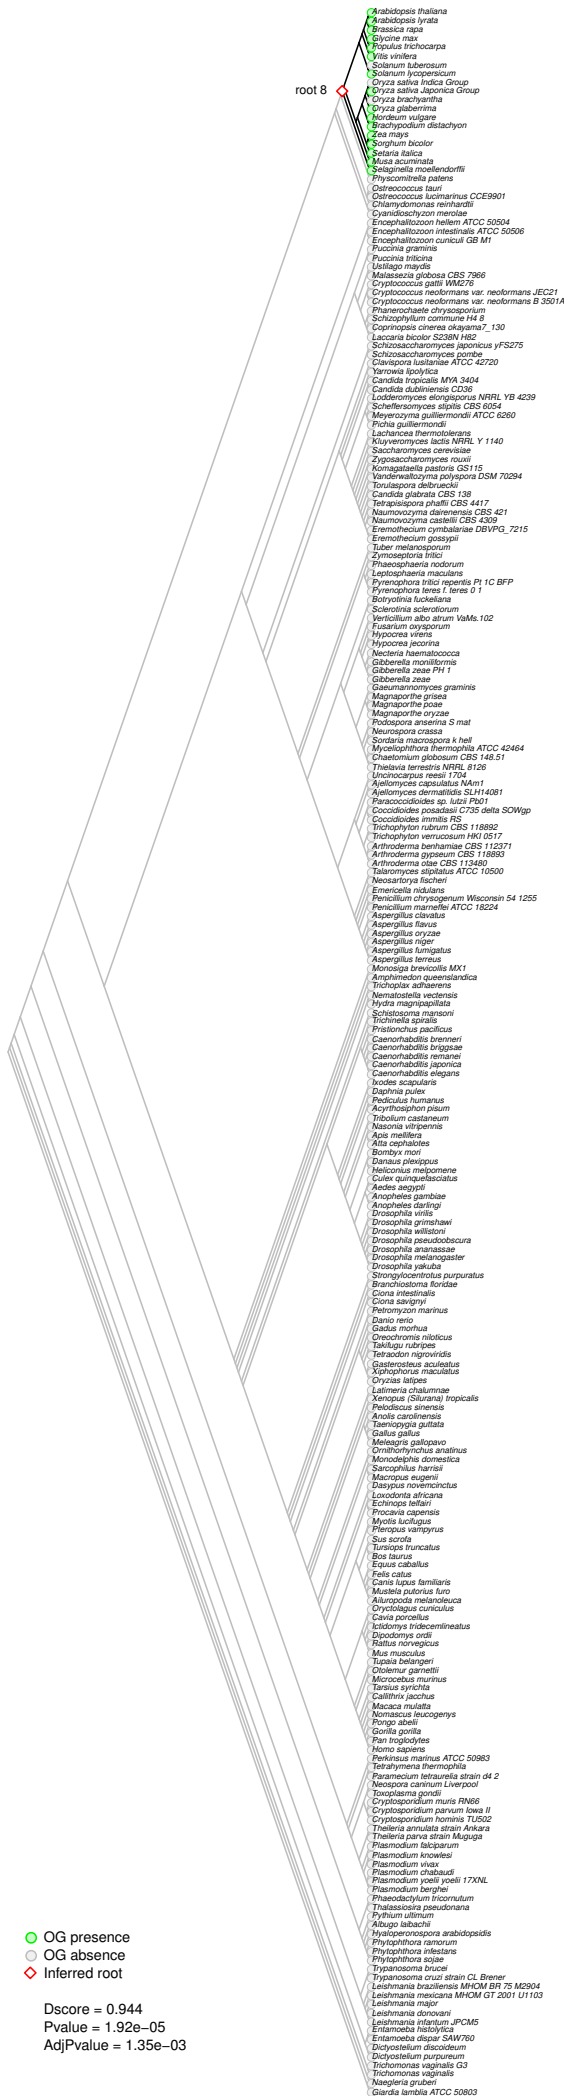 Arabidopsis thaliana
Arabidopsis lyrata
Brassica rapa
Glycine max
Populus trichocarpa
Vitis vinifera
Solanum tuberosum
Solanum lycopersicum
Oryza sativa Indica Group
root 8
Oryza sativa Japonica Group
Oryza brachyantha
Oryza glaberrima
Hordeum vulgare
Brachypodium distachyon
Zea mays
Sorghum bicolor
Setaria italica
Musa acuminata
Selaginella moellendorffii
Physcomitrella patens
Ostreococcus tauri
Ostreococcus lucimarinus CCE9901
Chlamydomonas reinhardtii
Cyanidioschyzon merolae
Encephalitozoon hellem ATCC 50504
Encephalitozoon intestinalis ATCC 50506
Encephalitozoon cuniculi GB M1
Puccinia graminis
Puccinia triticina
Ustilago maydis
Malassezia globosa CBS 7966
Cryptococcus gattii WM276
Cryptococcus neoformans var. neoformans JEC21
Cryptococcus neoformans var. neoformans B 3501A
Phanerochaete chrysosporium
Schizophyllum commune H4 8
Coprinopsis cinerea okayama7_130
Laccaria bicolor S238N H82
Schizosaccharomyces japonicus yFS275
Schizosaccharomyces pombe
Clavispora lusitaniae ATCC 42720
Yarrowia lipolytica
Candida tropicalis MYA 3404
Candida dubliniensis CD36
Lodderomyces elongisporus NRRL YB 4239
Scheffersomyces stipitis CBS 6054
Meyerozyma guilliermondii ATCC 6260
Pichia guilliermondii
Lachancea thermotolerans
Kluyveromyces lactis NRRL Y 1140
Saccharomyces cerevisiae
Zygosaccharomyces rouxii
Komagataella pastoris GS115
Vanderwaltozyma polyspora DSM 70294
Torulaspora delbrueckii
Candida glabrata CBS 138
Tetrapisispora phaffii CBS 4417
Naumovozyma dairenensis CBS 421
Naumovozyma castellii CBS 4309
Eremothecium cymbalariae DBVPG_7215
Eremothecium gossypii
Tuber melanosporum
Zymoseptoria tritici
Phaeosphaeria nodorum
Leptosphaeria maculans
Pyrenophora tritici repentis Pt 1C BFP
Pyrenophora teres f. teres 0 1
Botryotinia fuckeliana
Sclerotinia sclerotiorum
Verticillium albo atrum VaMs.102
Fusarium oxysporum
Hypocrea virens
Hypocrea jecorina
Necteria haematococca
Gibberella moniliformis
Gibberella zeae PH 1
Gibberella zeae
Gaeumannomyces graminis
Magnaporthe grisea
Magnaporthe poae
Magnaporthe oryzae
Podospora anserina S mat
Neurospora crassa
Sordaria macrospora k hell
Myceliophthora thermophila ATCC 42464
Chaetomium globosum CBS 148.51
Thielavia terrestris NRRL 8126
Uncinocarpus reesii 1704
Ajellomyces capsulatus NAm1
Ajellomyces dermatitidis SLH14081
Paracoccidioides sp. lutzii Pb01
Coccidioides posadasii C735 delta SOWgp
Coccidioides immitis RS
Trichophyton rubrum CBS 118892
Trichophyton verrucosum HKI 0517
Arthroderma benhamiae CBS 112371
Arthroderma gypseum CBS 118893
Arthroderma otae CBS 113480
Talaromyces stipitatus ATCC 10500
Neosartorya fischeri
Emericella nidulans
Penicillium chrysogenum Wisconsin 54 1255
Penicillium marneffei ATCC 18224
Aspergillus clavatus
Aspergillus flavus
Aspergillus oryzae
Aspergillus niger
Aspergillus fumigatus
Aspergillus terreus
Monosiga brevicollis MX1
Amphimedon queenslandica
Trichoplax adhaerens
Nematostella vectensis
Hydra magnipapillata
Schistosoma mansoni
Trichinella spiralis
Pristionchus pacificus
Caenorhabditis brenneri
Caenorhabditis briggsae
Caenorhabditis remanei
Caenorhabditis japonica
Caenorhabditis elegans
Ixodes scapularis
Daphnia pulex
Pediculus humanus
Acyrthosiphon pisum
Tribolium castaneum
Nasonia vitripennis
Apis mellifera
Atta cephalotes
Bombyx mori
Danaus plexippus
Heliconius melpomene
Culex quinquefasciatus
Aedes aegypti
Anopheles gambiae
Anopheles darlingi
Drosophila virilis
Drosophila grimshawi
Drosophila willistoni
Drosophila pseudoobscura
Drosophila ananassae
Drosophila melanogaster
Drosophila yakuba
Strongylocentrotus purpuratus
Branchiostoma floridae
Ciona intestinalis
Ciona savignyi
Petromyzon marinus
Danio rerio
Gadus morhua
Oreochromis niloticus
Takifugu rubripes
Tetraodon nigroviridis
Gasterosteus aculeatus
Xiphophorus maculatus
Oryzias latipes
Latimeria chalumnae
Xenopus (Silurana) tropicalis
Pelodiscus sinensis
Anolis carolinensis
Taeniopygia guttata
Gallus gallus
Meleagris gallopavo
Ornithorhynchus anatinus
Monodelphis domestica
Sarcophilus harrisii
Macropus eugenii
Dasypus novemcinctus
Loxodonta africana
Echinops telfairi
Procavia capensis
Myotis lucifugus
Pteropus vampyrus
Sus scrofa
Tursiops truncatus
Bos taurus
Equus caballus
Felis catus
Canis lupus familiaris
Mustela putorius furo
Ailuropoda melanoleuca
Oryctolagus cuniculus
Cavia porcellus
Ictidomys tridecemlineatus
Dipodomys ordii
Rattus norvegicus
Mus musculus
Tupaia belangeri
Otolemur garnettii
Microcebus murinus
Tarsius syrichta
Callithrix jacchus
Macaca mulatta
Nomascus leucogenys
Pongo abelii
Gorilla gorilla
Pan troglodytes
Homo sapiens
Perkinsus marinus ATCC 50983
Tetrahymena thermophila
Paramecium tetraurelia strain d4 2
Neospora caninum Liverpool
Toxoplasma gondii
Cryptosporidium muris RN66
Cryptosporidium parvum Iowa II
Cryptosporidium hominis TU502
Theileria annulata strain Ankara
Theileria parva strain Muguga
Plasmodium falciparum
Plasmodium knowlesi
Plasmodium vivax
Plasmodium chabaudi
Plasmodium yoelii yoelii 17XNL
Plasmodium berghei
Phaeodactylum tricornutum
Thalassiosira pseudonana
Pythium ultimum
Albugo laibachii
Hyaloperonospora arabidopsidis
Phytophthora ramorum
Phytophthora infestans
Phytophthora sojae
Trypanosoma brucei
Trypanosoma cruzi strain CL Brener
Leishmania braziliensis MHOM BR 75 M2904
Leishmania mexicana MHOM GT 2001 U1103
Leishmania major
Leishmania donovani
Leishmania infantum JPCM5
Entamoeba histolytica
Entamoeba dispar SAW760
Dictyostelium discoideum
Dictyostelium purpureum
Trichomonas vaginalis G3
Trichomonas vaginalis
Naegleria gruberi
Giardia lamblia ATCC 50803
OG presence
OG absence
Inferred root
Dscore = 0.944
Pvalue = 1.92e−05
AdjPvalue = 1.35e−03